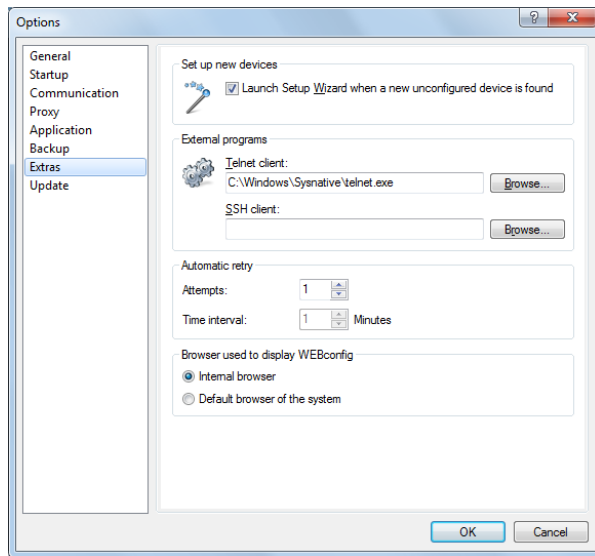 Options
General
Startup
Communication
Proxy
Application
Backup
Extras
Update
Set up new devices
Launch Setup Wizard when a new unconfigured device is found
External programs
Telnet client:
C:\Windows\Sysnative\telnet.exe
Browse...
SSH client:
Browse...
Automatic retry
Attempts: 1
Time interval: 1 Minutes
Browser used to display WEBconfig
Internal browser
Default browser of the system
OK Cancel